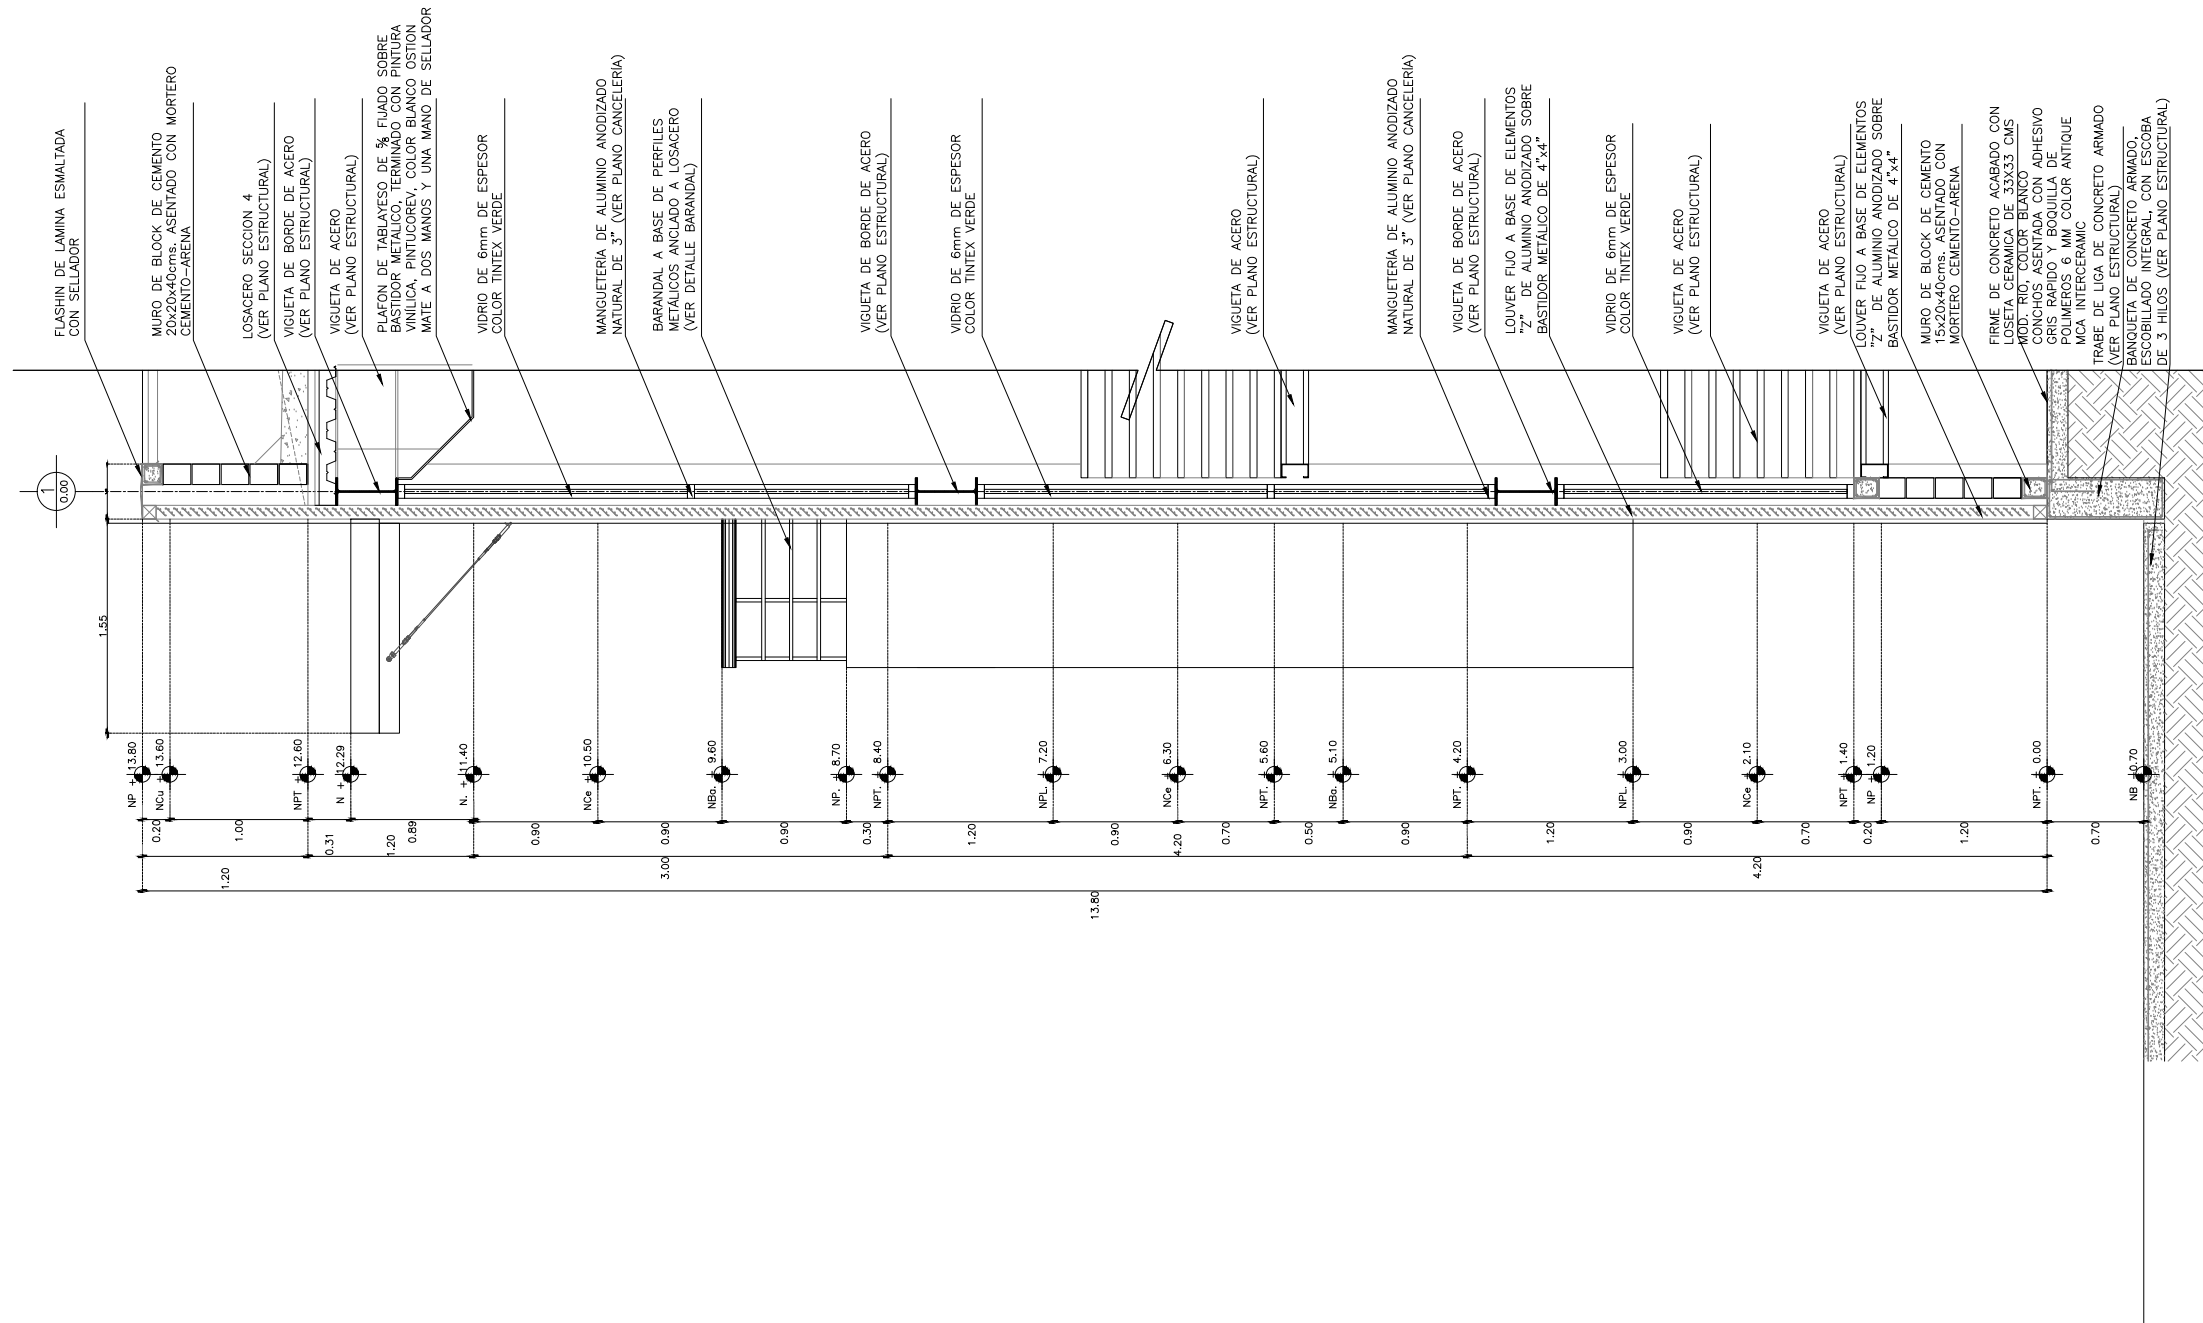 FLASHIN DE LAMINA ESMALTADA
CON SELLADOR
MURO DE BLOCK DE CEMENTO
20x20x40cms. ASENTADO CON MORTERO
CEMENTO-ARENA
LOSACERO SECCION 4
(VER PLANO ESTRUCTURAL)
VIGUETA DE BORDE DE ACERO
(VER PLANO ESTRUCTURAL)
VIGUETA DE ACERO
(VER PLANO ESTRUCTURAL)
PLAFON DE TABLAYESO DE ⅝ FIJADO SOBRE
BASTIDOR METALICO, TERMINADO CON PINTURA
VINILICA, PINTUCOREV, COLOR BLANCO OSTION
MATE A DOS MANOS Y UNA MANO DE SELLADOR
VIDRIO DE 6mm DE ESPESOR
COLOR TINTEX VERDE
MANGUETERÍA DE ALUMINIO ANODIZADO
NATURAL DE 3" (VER PLANO CANCELERÍA)
BARANDAL A BASE DE PERFILES
METÁLICOS ANCLADO A LOSACERO
(VER DETALLE BARANDAL)
VIGUETA DE BORDE DE ACERO
(VER PLANO ESTRUCTURAL)
VIDRIO DE 6mm DE ESPESOR
COLOR TINTEX VERDE
VIGUETA DE ACERO
(VER PLANO ESTRUCTURAL)
MANGUETERÍA DE ALUMINIO ANODIZADO
NATURAL DE 3" (VER PLANO CANCELERÍA)
VIGUETA DE BORDE DE ACERO
(VER PLANO ESTRUCTURAL)
LOUVER FIJO A BASE DE ELEMENTOS
"Z" DE ALUMINIO ANODIZADO SOBRE
BASTIDOR METÁLICO DE 4"x4"
VIDRIO DE 6mm DE ESPESOR
COLOR TINTEX VERDE
VIGUETA DE ACERO
(VER PLANO ESTRUCTURAL)
VIGUETA DE ACERO
(VER PLANO ESTRUCTURAL)
LOUVER FIJO A BASE DE ELEMENTOS
"Z" DE ALUMINIO ANODIZADO SOBRE
BASTIDOR METÁLICO DE 4"x4"
MURO DE BLOCK DE CEMENTO
15x20x40cms. ASENTADO CON
MORTERO CEMENTO-ARENA
FIRME DE CONCRETO ACABADO CON
LOSETA CERAMICA DE 33X33 CMS
MOD. RIO, COLOR BLANCO
CONCHOS ASENTADA CON ADHESIVO
GRIS RAPIDO Y BOQUILLA DE
POLIMEROS 6 MM COLOR ANTIQUE
MCA INTERCERAMIC
TRABE DE LIGA DE CONCRETO ARMADO
(VER PLANO ESTRUCTURAL)
BANQUETA DE CONCRETO ARMADO,
ESCOBILLADO INTEGRAL, CON ESCOBA
DE 3 HILOS (VER PLANO ESTRUCTURAL)
1
0.00
1.55
NP + 13.80
NCu + 13.60
NPT + 12.60
N + 12.29
N. + 11.40
NCe + 10.50
NBa. + 9.60
NP. + 8.70
NPT. + 8.40
NPL. + 7.20
NCe + 6.30
NPT. + 5.60
NBa. + 5.10
NPT. + 4.20
NPL. + 3.00
NCe + 2.10
NPT + 1.40
NP + 1.20
NPT. ± 0.00
NB ±0.70
0.20
1.00
0.31
0.89
0.90
0.90
0.90
0.30
1.20
0.90
0.70
0.50
0.90
1.20
0.90
0.70
0.20
1.20
0.70
1.20
1.20
3.00
4.20
4.20
13.80